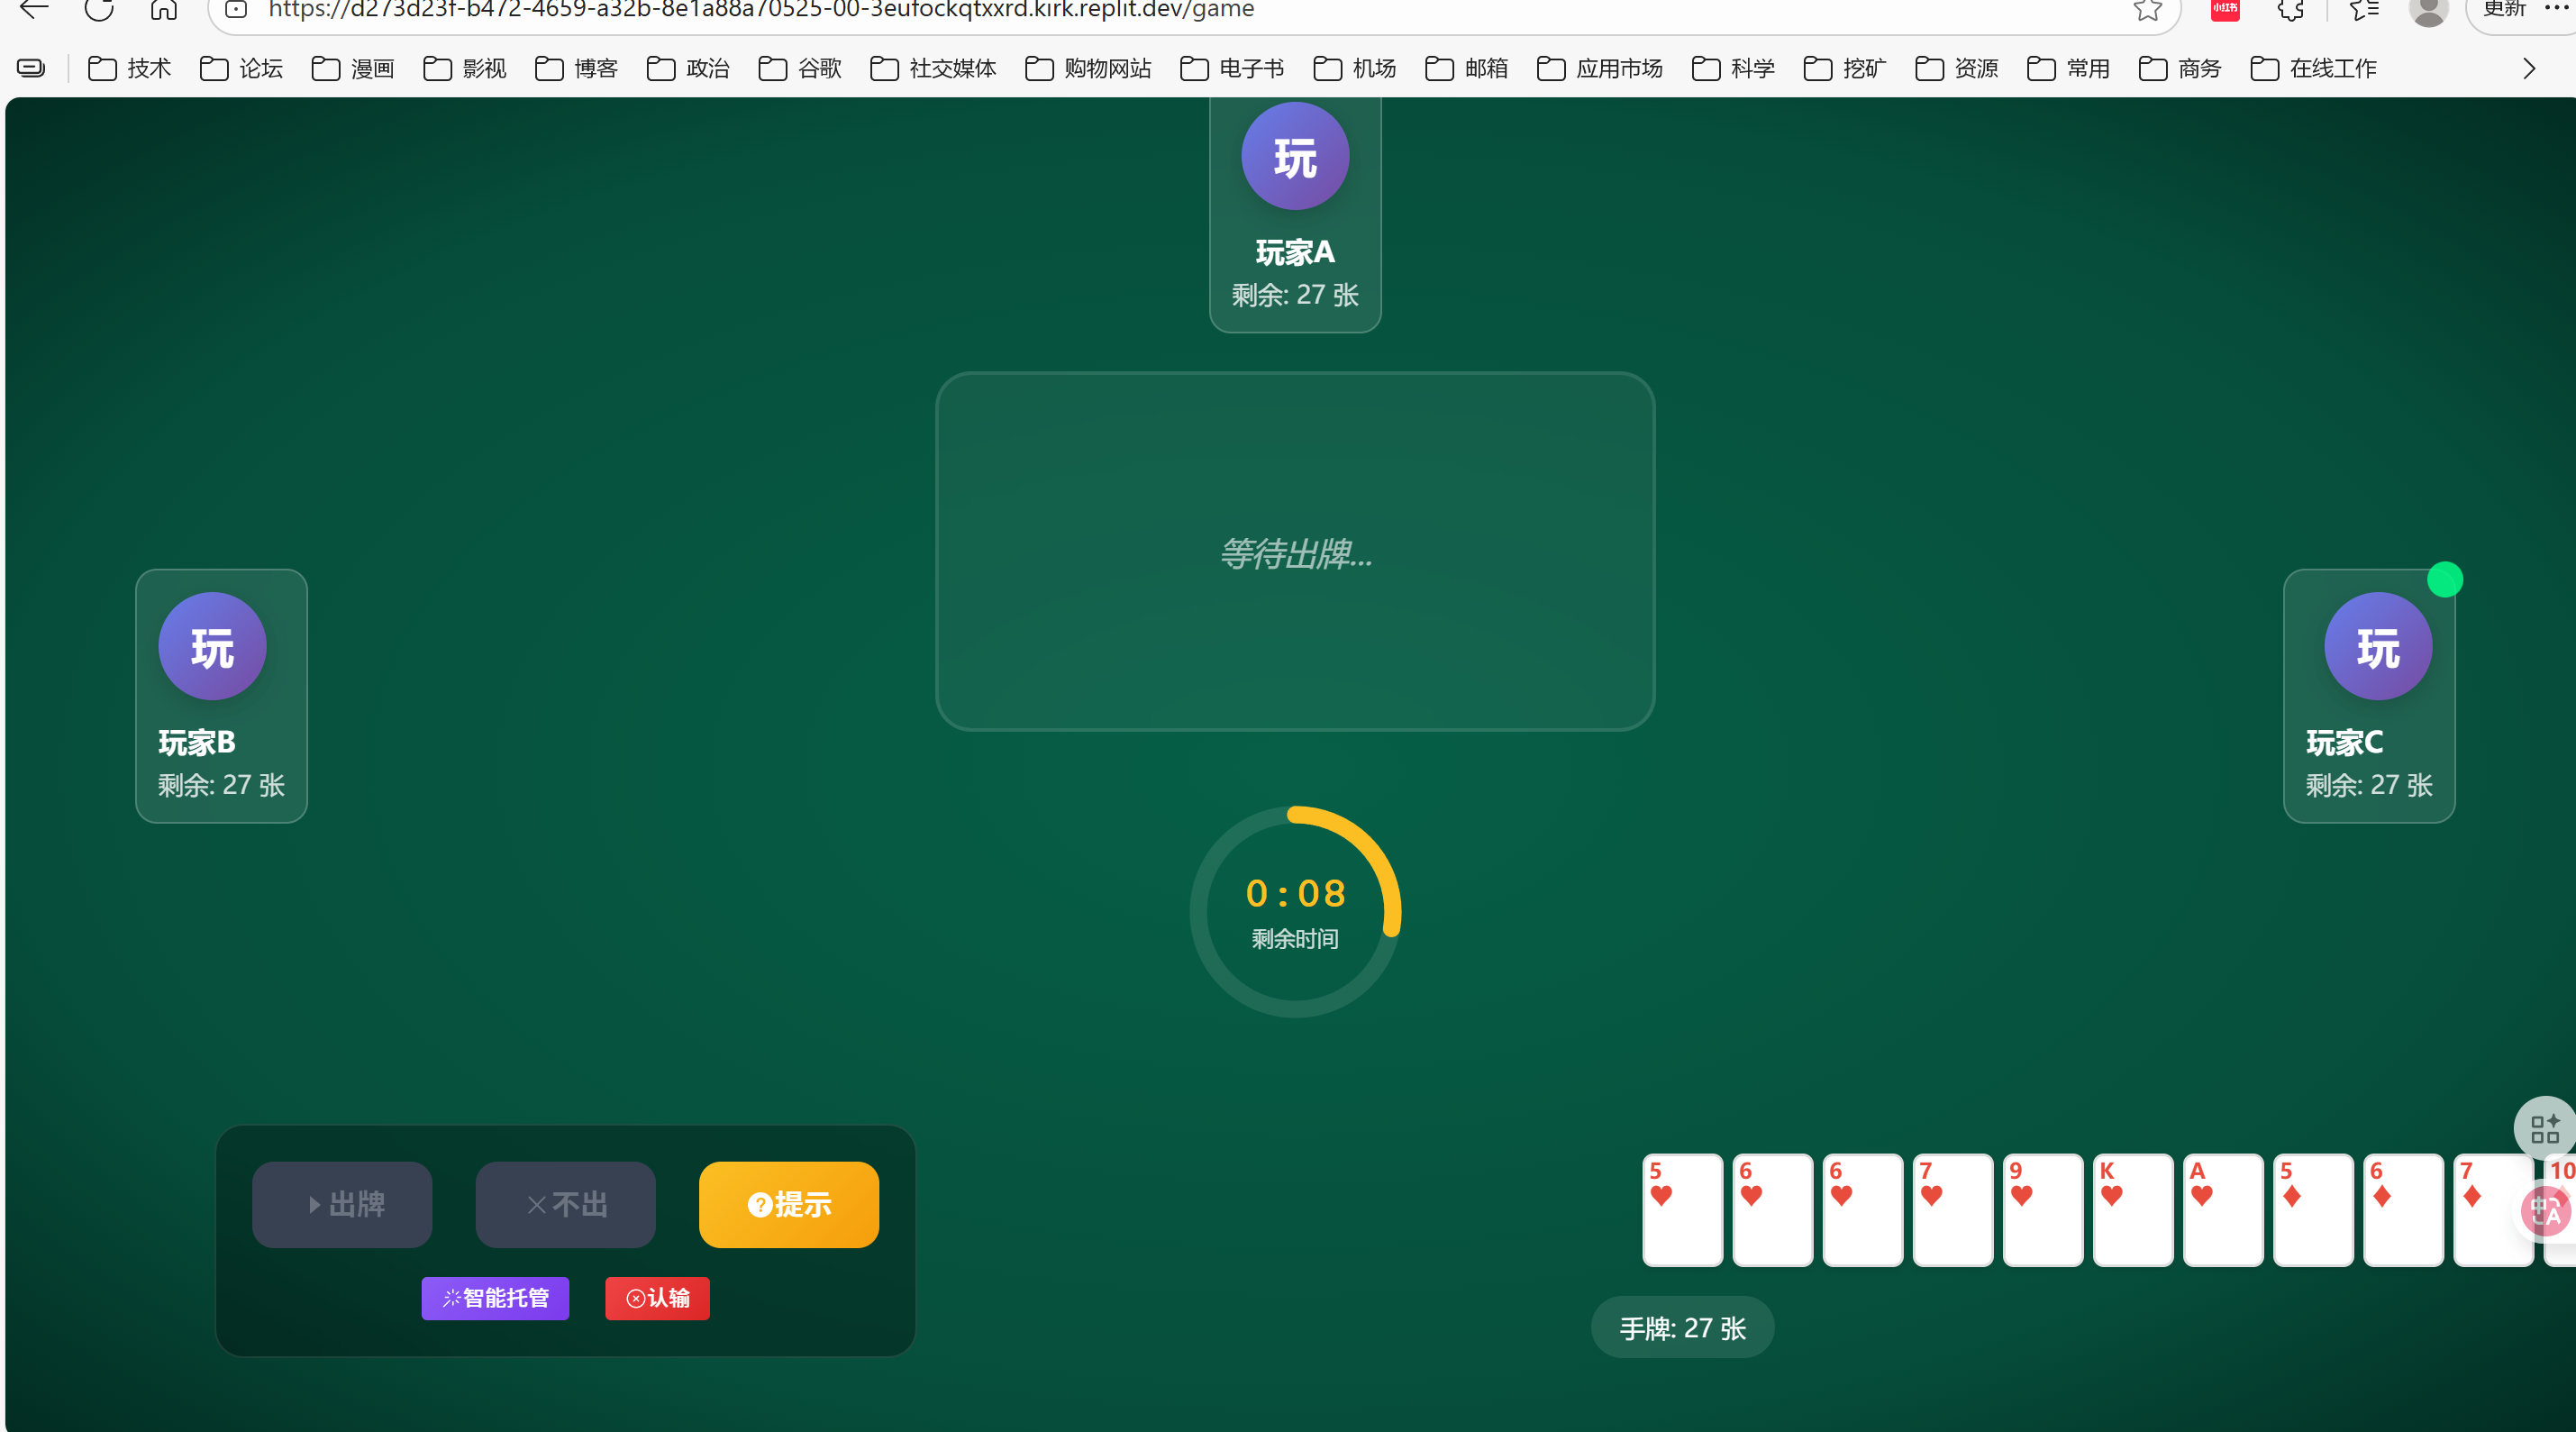 https://d273d23f-b472-4659-a32b-8e1a88a70525-00-3eufockqtxxrd.kirk.replit.dev/game
小红书
更新
技术 论坛 漫画 影视 博客 政治 谷歌 社交媒体 购物网站 电子书 机场 邮箱 应用市场 科学 挖矿 资源 常用 商务 在线工作
玩
玩家A
剩余: 27 张
等待出牌...
玩
玩家B
剩余: 27 张
玩
玩家C
剩余: 27 张
0:08
剩余时间
出牌 不出 ?提示
智能托管 认输
5 6 6 7 9 K A 5 6 7 10
中A
手牌: 27 张